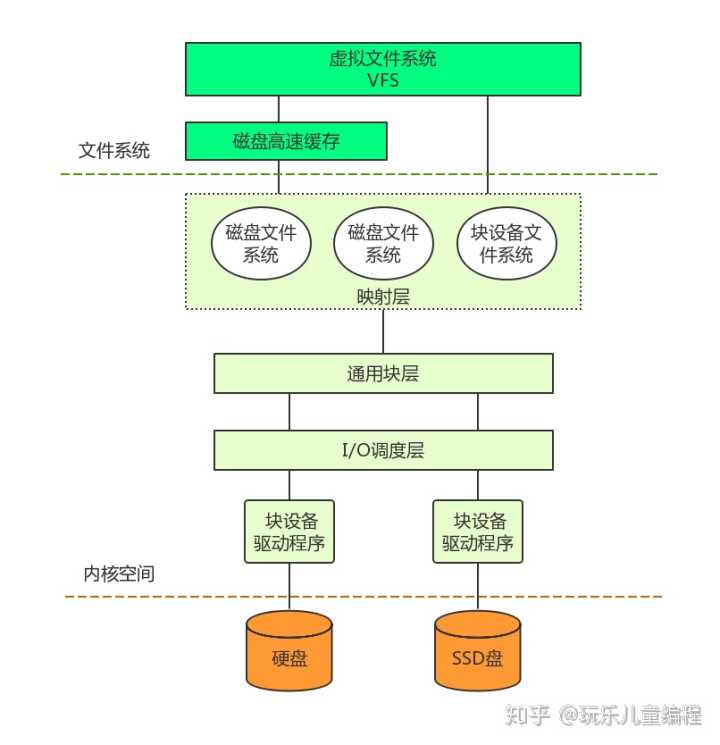 虚拟文件系统
VFS
磁盘高速缓存
文件系统
磁盘文件
系统
磁盘文件
系统
块设备文
件系统
映射层
通用块层
I/O调度层
块设备
驱动程序
块设备
驱动程序
内核空间
硬盘
SSD盘
知乎 @玩乐儿童编程